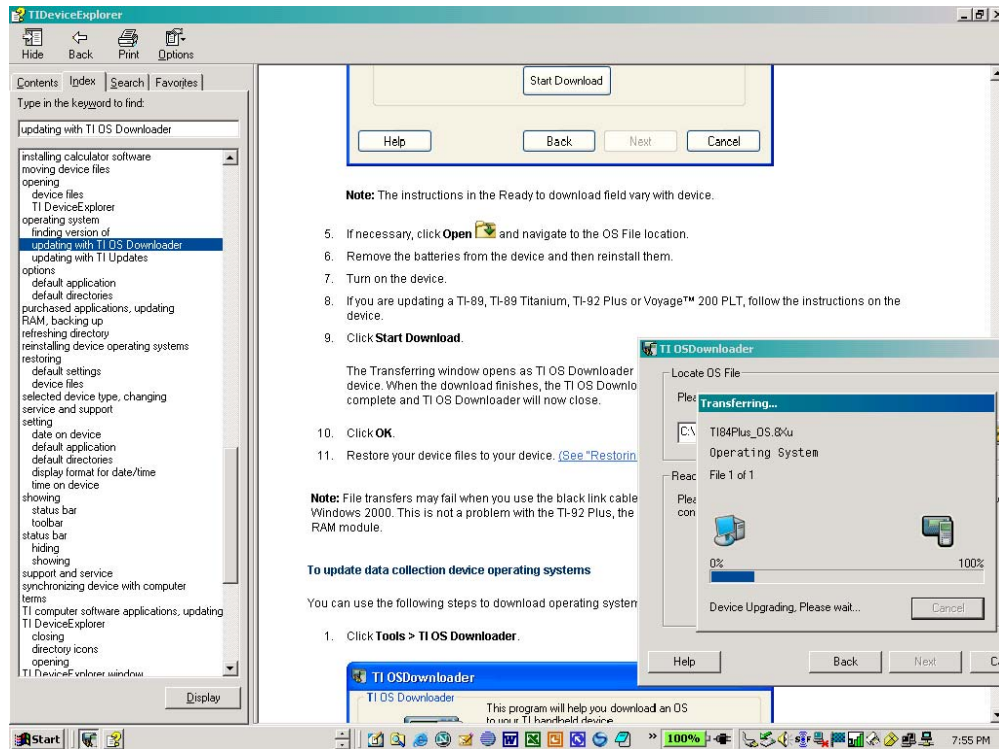 TIDeviceExplorer
Hide Back Print Options
Contents Index Search Favorites
Type in the keyword to find:
updating with TI OS Downloader
installing calculator software
moving device files
opening
device files
TI DeviceExplorer
operating system
finding version of
updating with TI OS Downloader
updating with TI Updates
options
default application
default directories
purchased applications, updating
RAM, backing up
refreshing directory
reinstalling device operating systems
restoring
default settings
device files
selected device type, changing
service and support
setting
date on device
default application
default directories
display format for date/time
time on device
showing
status bar
toolbar
status bar
hiding
showing
support and service
synchronizing device with computer
terms
TI computer software applications, updating
TI DeviceExplorer
closing
directory icons
opening
TI DeviceExplorer window
Display
Start Download
Help Back Next Cancel
Note: The instructions in the Ready to download field vary with device.
5. If necessary, click Open and navigate to the OS File location.
6. Remove the batteries from the device and then reinstall them.
7. Turn on the device.
8. If you are updating a TI-89, TI-89 Titanium, TI-92 Plus or Voyage™ 200 PLT, follow the instructions on the
device.
9. Click Start Download.
The Transferring window opens as TI OS Downloader
device. When the download finishes, the TI OS Downlo
complete and TI OS Downloader will now close.
10. Click OK.
11. Restore your device files to your device. (See "Restorin
Note: File transfers may fail when you use the black link cable
Windows 2000. This is not a problem with the TI-92 Plus, the
RAM module.
To update data collection device operating systems
You can use the following steps to download operating system
1. Click Tools > TI OS Downloader.
TI OSDownloader
TI OS Downloader
This program will help you download an OS
to your TI handheld device
TI OSDownloader
Locate OS File
Plea
C:\
Reac
Plea
con
Transferring...
TI84Plus_OS.8Xu
Operating System
File 1 of 1
0% 100%
Device Upgrading, Please wait... Cancel
Help Back Next C
Start » 100% 7:55 PM